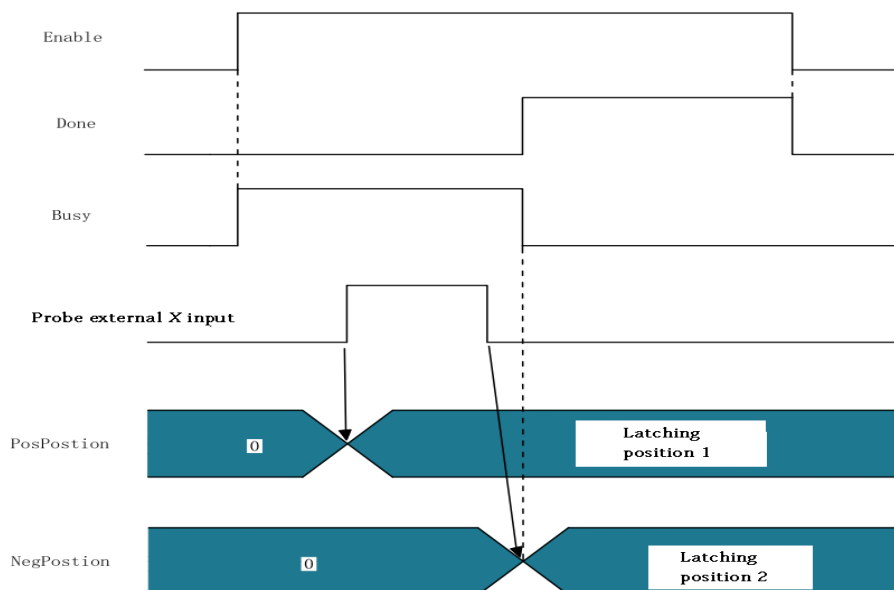 Enable
Done
Busy
Probe external X input
PosPostion
0
Latching
position 1
NegPostion
0
Latching
position 2